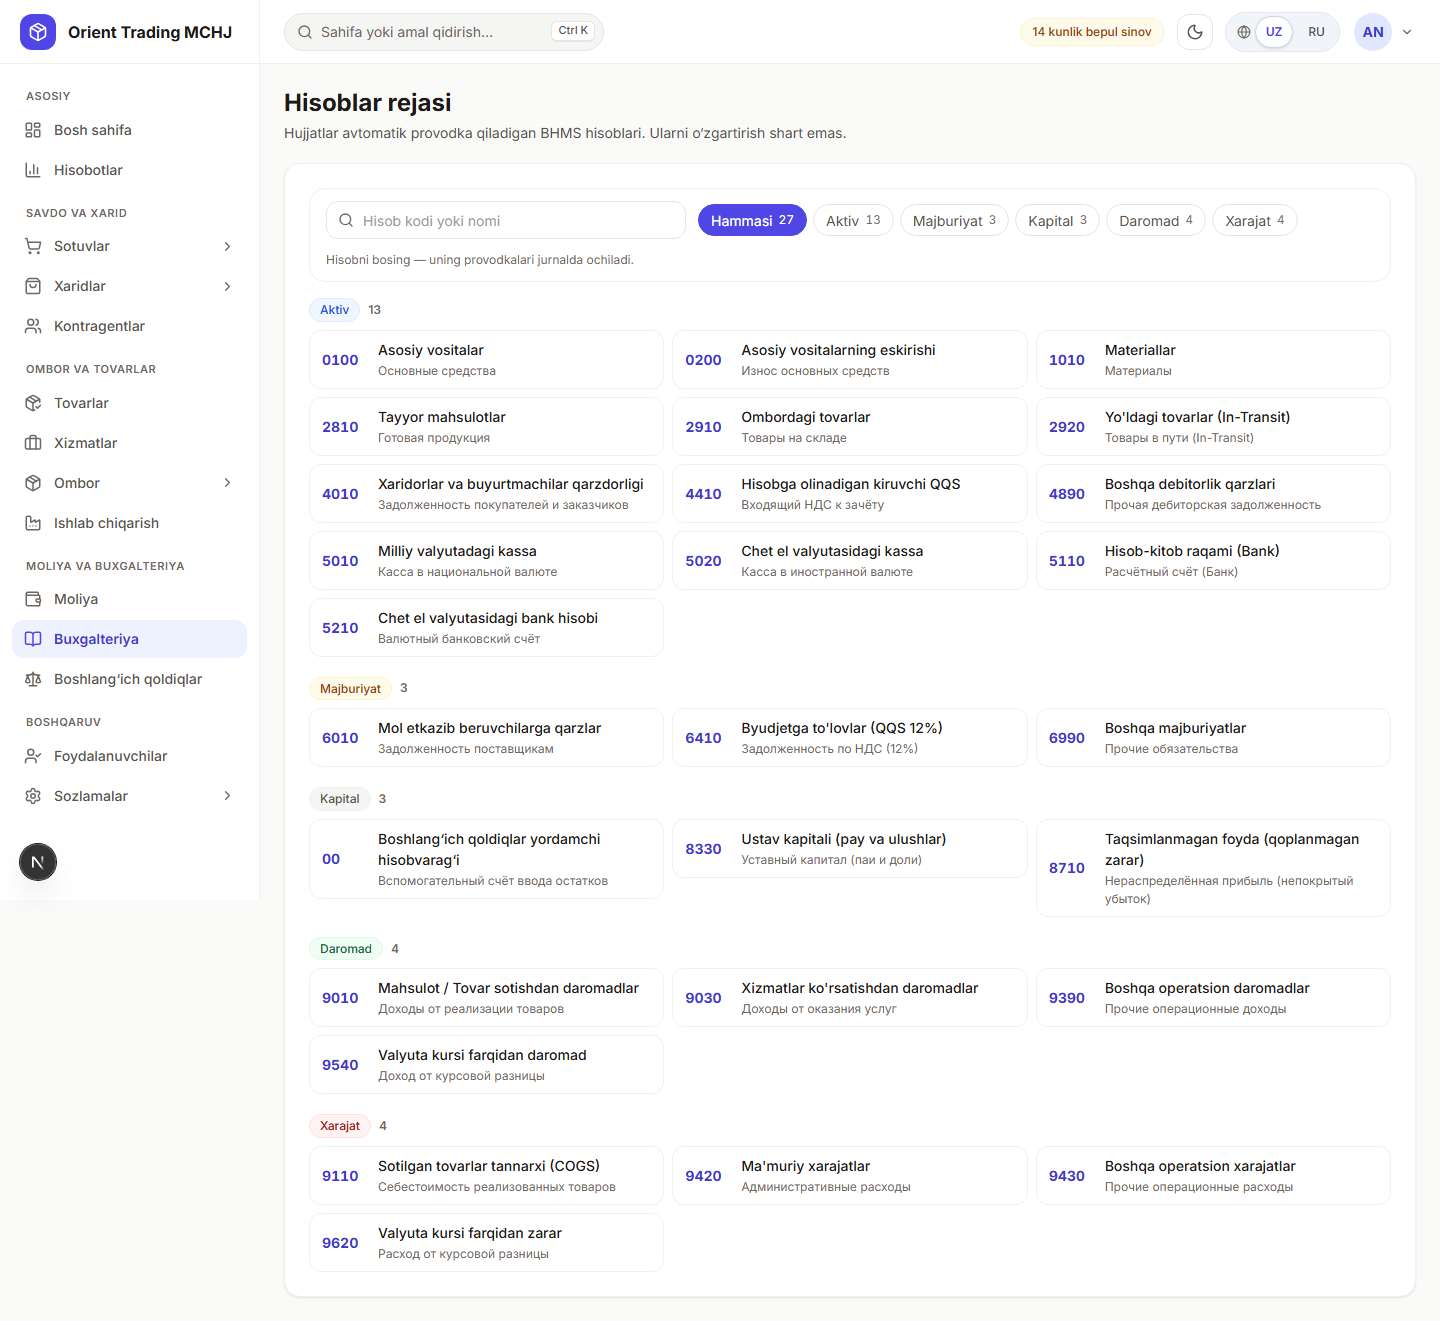 Orient Trading MCHJ
Sahifa yoki amal qidirish...
Ctrl K
14 kunlik bepul sinov
UZ
RU
AN
ASOSIY
Bosh sahifa
Hisobotlar
SAVDO VA XARID
Sotuvlar
Xaridlar
Kontragentlar
OMBOR VA TOVARLAR
Tovarlar
Xizmatlar
Ombor
Ishlab chiqarish
MOLIYA VA BUXGALTERIYA
Moliya
Buxgalteriya
Boshlang‘ich qoldiqlar
BOSHQARUV
Foydalanuvchilar
Sozlamalar
N
Hisoblar rejasi
Hujjatlar avtomatik provodka qiladigan BHMS hisoblari. Ularni o‘zgartirish shart emas.
Hisob kodi yoki nomi
Hammasi 27
Aktiv 13
Majburiyat 3
Kapital 3
Daromad 4
Xarajat 4
Hisobni bosing — uning provodkalari jurnalda ochiladi.
Aktiv 13
0100
Asosiy vositalar
Основные средства
0200
Asosiy vositalarning eskirishi
Износ основных средств
1010
Materiallar
Материалы
2810
Tayyor mahsulotlar
Готовая продукция
2910
Ombordagi tovarlar
Товары на складе
2920
Yo'ldagi tovarlar (In-Transit)
Товары в пути (In-Transit)
4010
Xaridorlar va buyurtmachilar qarzdorligi
Задолженность покупателей и заказчиков
4410
Hisobga olinadigan kiruvchi QQS
Входящий НДС к зачёту
4890
Boshqa debitorlik qarzlari
Прочая дебиторская задолженность
5010
Milliy valyutadagi kassa
Касса в национальной валюте
5020
Chet el valyutasidagi kassa
Касса в иностранной валюте
5110
Hisob-kitob raqami (Bank)
Расчётный счёт (Банк)
5210
Chet el valyutasidagi bank hisobi
Валютный банковский счёт
Majburiyat 3
6010
Mol etkazib beruvchilarga qarzlar
Задолженность поставщикам
6410
Byudjetga to'lovlar (QQS 12%)
Задолженность по НДС (12%)
6990
Boshqa majburiyatlar
Прочие обязательства
Kapital 3
00
Boshlang‘ich qoldiqlar yordamchi
hisobvarag‘i
Вспомогательный счёт ввода остатков
8330
Ustav kapitali (pay va ulushlar)
Уставный капитал (паи и доли)
8710
Taqsimlanmagan foyda (qoplanmagan
zarar)
Нераспределённая прибыль (непокрытый
убыток)
Daromad 4
9010
Mahsulot / Tovar sotishdan daromadlar
Доходы от реализации товаров
9030
Xizmatlar ko'rsatishdan daromadlar
Доходы от оказания услуг
9390
Boshqa operatsion daromadlar
Прочие операционные доходы
9540
Valyuta kursi farqidan daromad
Доход от курсовой разницы
Xarajat 4
9110
Sotilgan tovarlar tannarxi (COGS)
Себестоимость реализованных товаров
9420
Ma'muriy xarajatlar
Административные расходы
9430
Boshqa operatsion xarajatlar
Прочие операционные расходы
9620
Valyuta kursi farqidan zarar
Расход от курсовой разницы